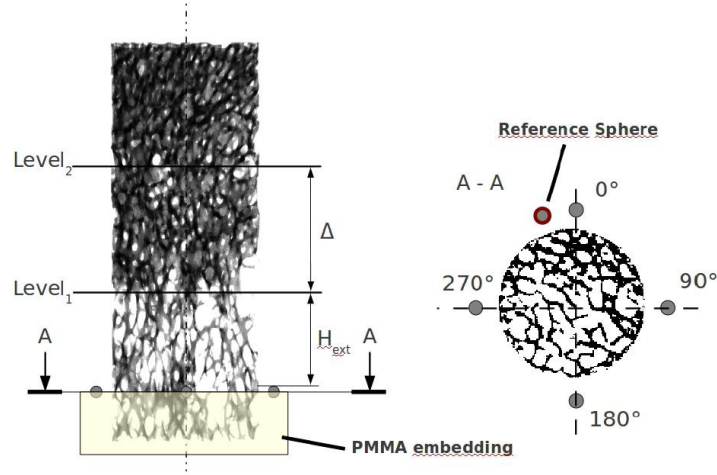 Level2
Δ
Level1
Hext
A
A
PMMA embedding
Reference Sphere
A - A
0°
270°
90°
180°